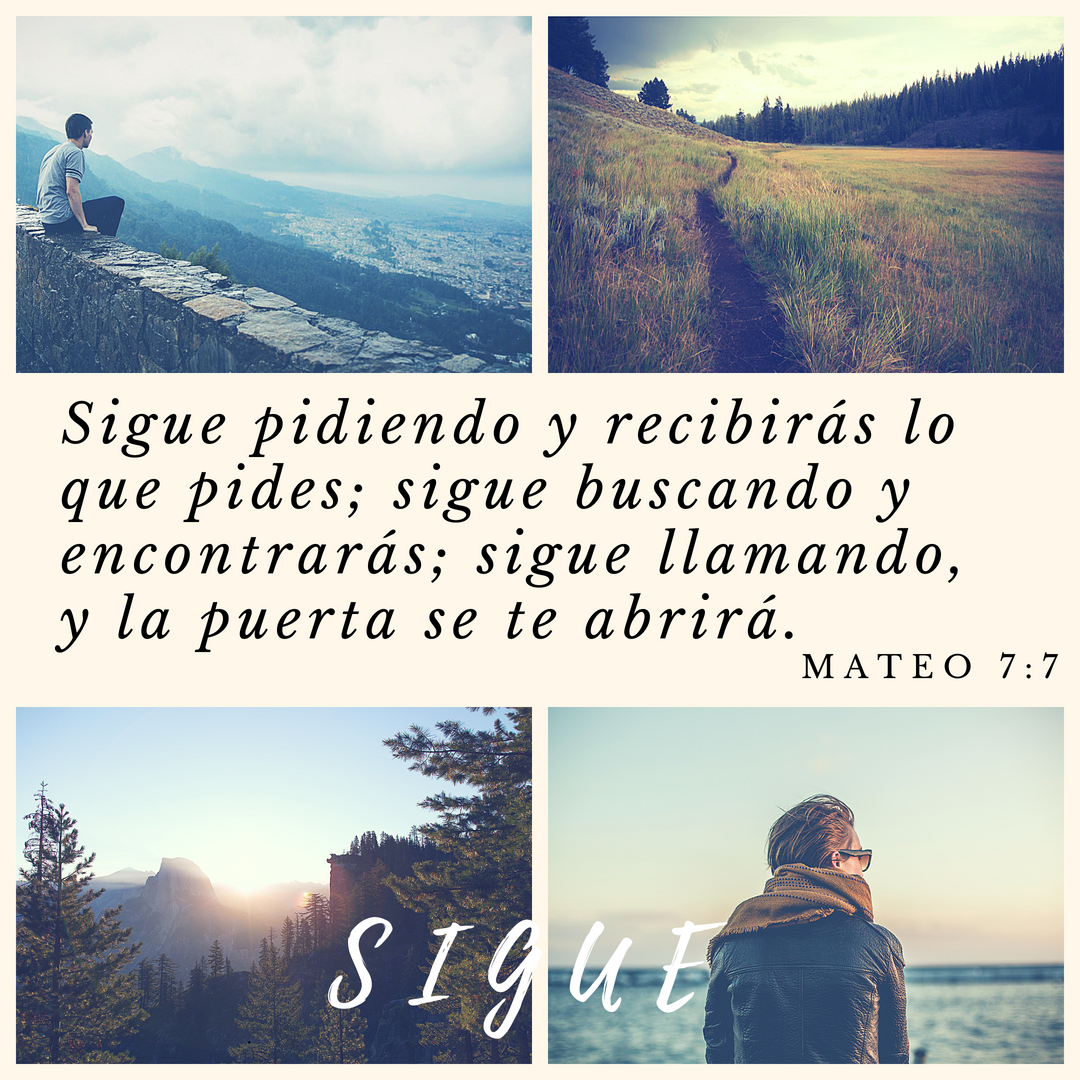 Sigue pidiendo y recibirás lo
que pides; sigue buscando y
encontrarás; sigue llamando,
y la puerta se te abrirá.
MATEO 7:7
SIGUE